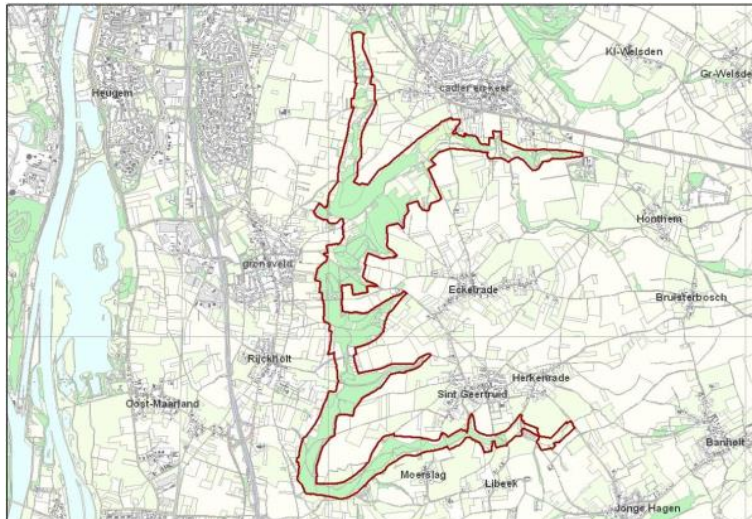 Kl-Welsden
Gr-Welsde
Heugem
cadier en keer
Honthem
gronsveld
Eckelrade
Bruisterbosch
Rijckholt
Herkenrade
Sint Geertruid
Oost-Maarland
Banholt
Moerslag
Libeek
Jonge Hagen